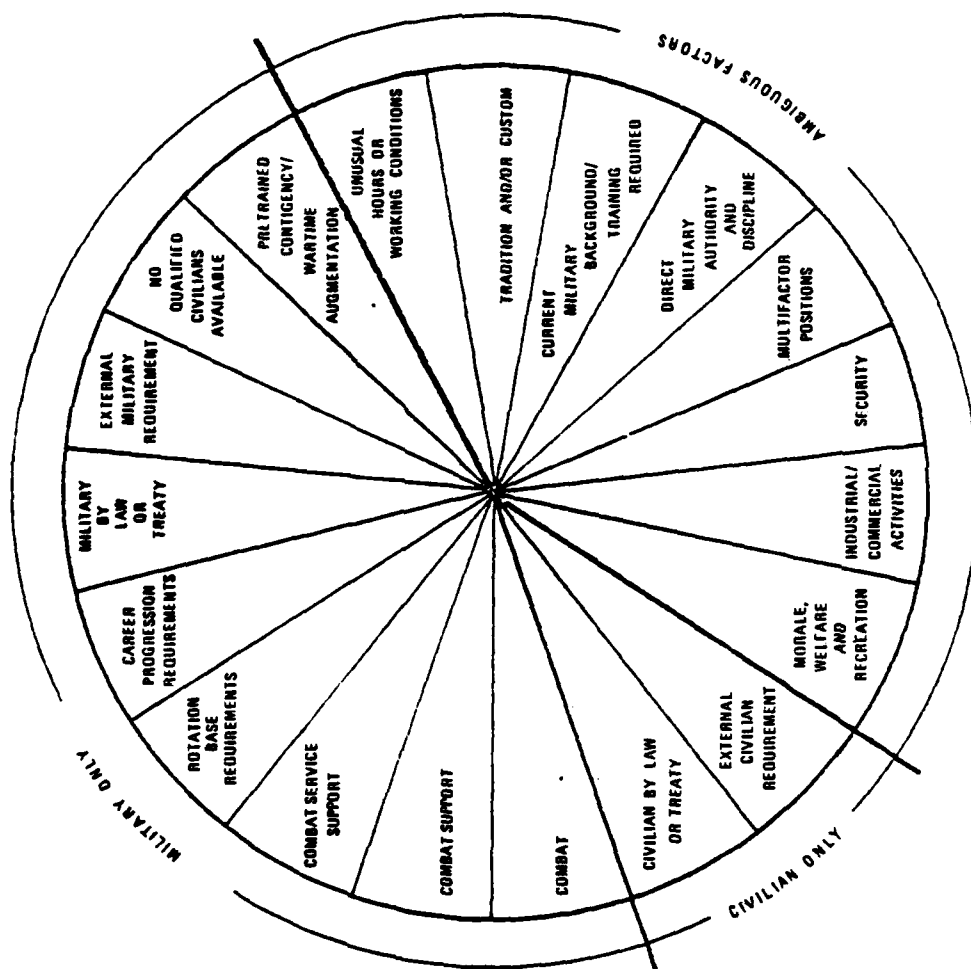 MILITARY ONLY
COMBAT
COMBAT SUPPORT
COMBAT SERVICE
SUPPORT
ROTATION
BASE
REQUIREMENTS
CAREER
PROGRESSION
REQUIREMENTS
MILITARY
BY
LAW
OR
TREATY
EXTERNAL
MILITARY
REQUIREMENT
NO
QUALIFIED
CIVILIANS
AVAILABLE
PRETRAINED
CONTIGENCY/
WARTIME
AUGMENTATION
AMBIGUOUS FACTORS
UNUSUAL
HOURS OR
WORKING CONDITIONS
TRADITION AND/OR CUSTOM
CURRENT
MILITARY
BACKGROUND/
TRAINING
REQUIRED
DIRECT
MILITARY
AUTHORITY
AND
DISCIPLINE
MULTIFACTOR
POSITIONS
SECURITY
INDUSTRIAL/
COMMERCIAL
ACTIVITIES
MORALE,
WELFARE
AND
RECREATION
CIVILIAN ONLY
EXTERNAL
CIVILIAN
REQUIREMENT
CIVILIAN BY LAW
OR TREATY